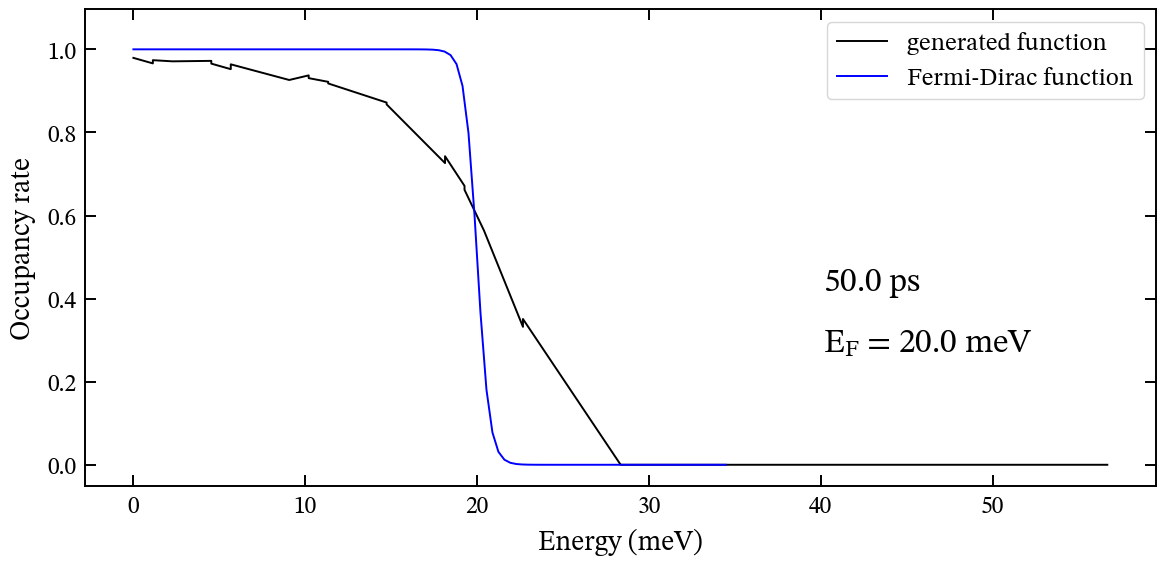 generated function
Fermi-Dirac function
Occupancy rate
1.0
0.8
0.6
0.4
0.2
0.0
50.0 ps
E_F = 20.0 meV
0 10 20 30 40 50
Energy (meV)